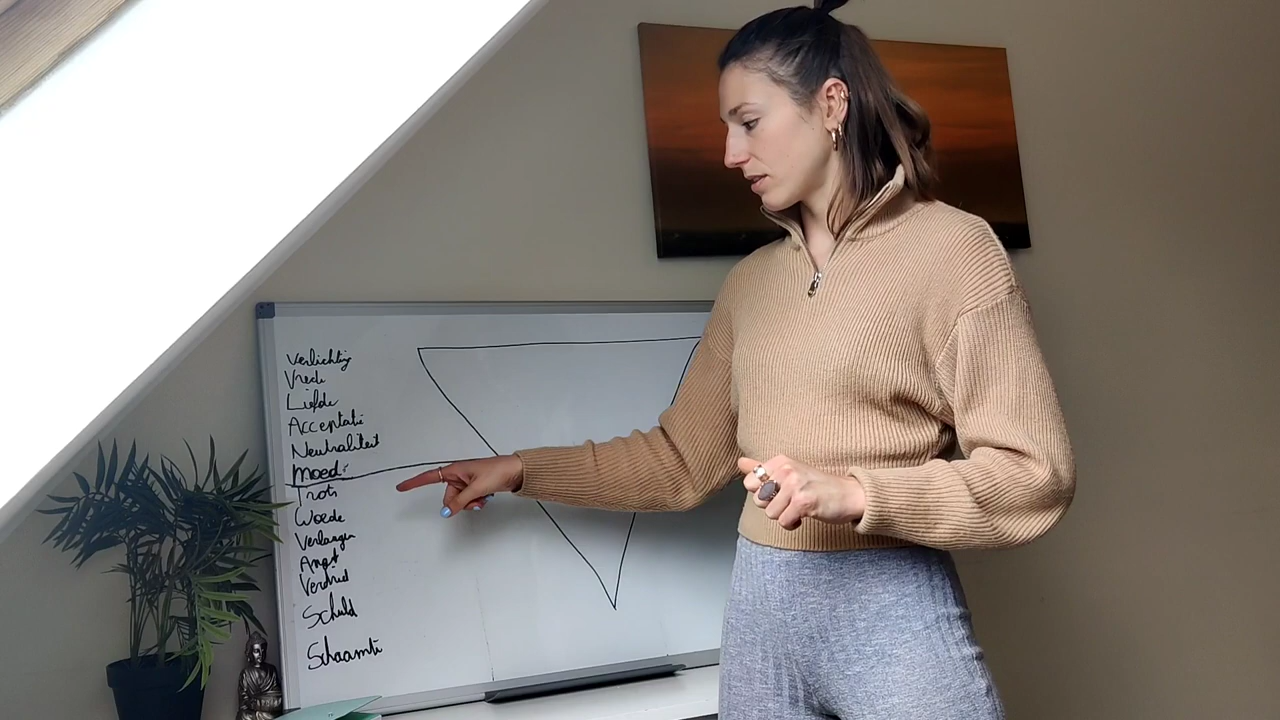 Verlichting
Vrede
Liefde
Acceptatie
Neutraliteit
Moed
Trots
Woede
Verlangen
Angst
Verdriet
Schuld
Schaamte